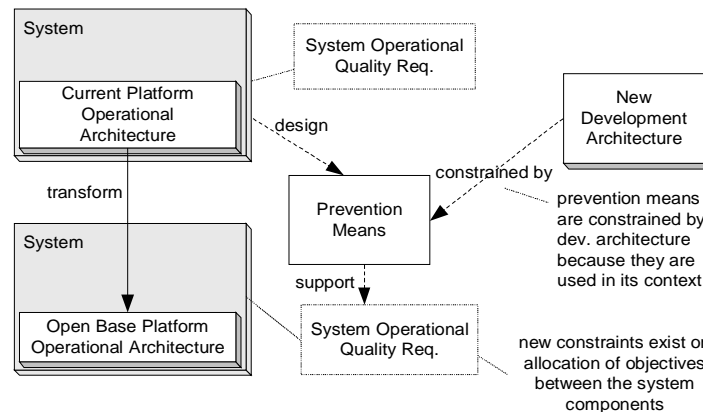 System
System Operational
Quality Req.
Current Platform
Operational
Architecture
New
Development
Architecture
design
constrained by
transform
Prevention
Means
prevention means
are constrained by
dev. architecture
because they are
used in its context
System
support
Open Base Platform
Operational Architecture
System Operational
Quality Req.
new constraints exist on
allocation of objectives
between the system
components